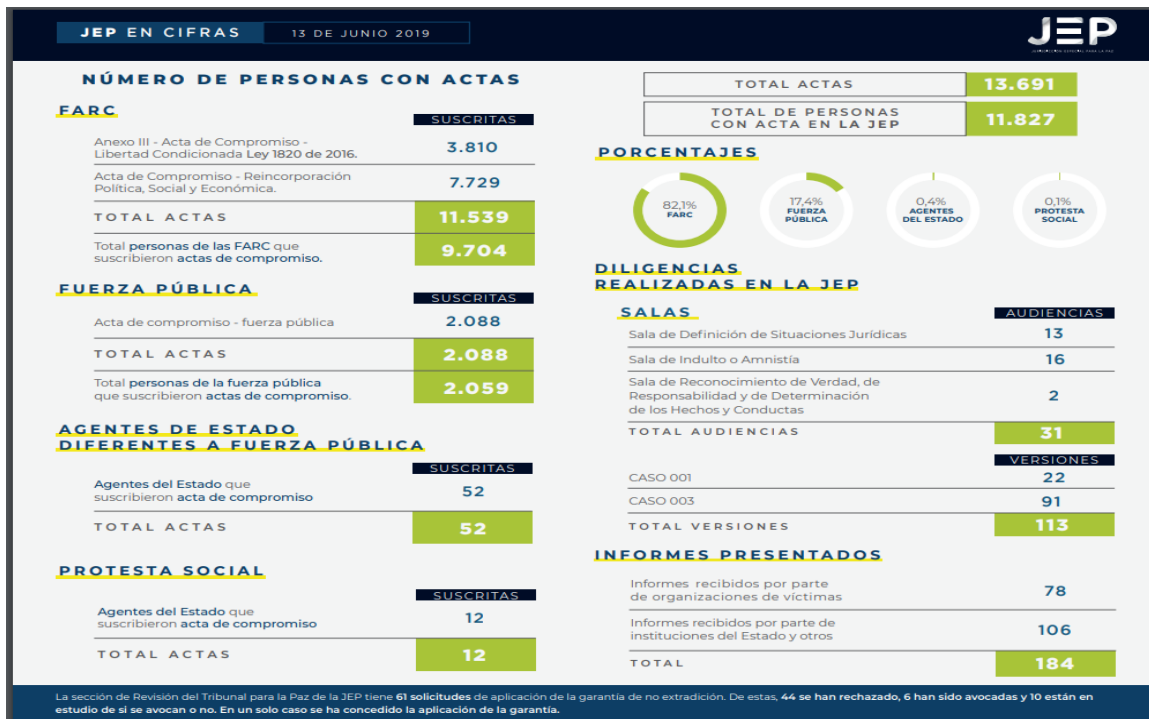 JEP EN CIFRAS
13 DE JUNIO 2019
JEP
NÚMERO DE PERSONAS CON ACTAS
FARC
SUSCRITAS
Anexo III - Acta de Compromiso -
Libertad Condicionada Ley 1820 de 2016.
3.810
Acta de Compromiso - Reincorporación
Política, Social y Económica.
7.729
TOTAL ACTAS
11.539
Total personas de las FARC que
suscribieron actas de compromiso.
9.704
FUERZA PÚBLICA
SUSCRITAS
Acta de compromiso - fuerza pública
2.088
TOTAL ACTAS
2.088
Total personas de la fuerza pública
que suscribieron actas de compromiso.
2.059
AGENTES DE ESTADO
DIFERENTES A FUERZA PÚBLICA
SUSCRITAS
Agentes del Estado que
suscribieron acta de compromiso
52
TOTAL ACTAS
52
PROTESTA SOCIAL
SUSCRITAS
Agentes del Estado que
suscribieron acta de compromiso
12
TOTAL ACTAS
12
TOTAL ACTAS
13.691
TOTAL DE PERSONAS
CON ACTA EN LA JEP
11.827
PORCENTAJES
82,1%
FARC
17,4%
FUERZA
PÚBLICA
0,4%
AGENTES
DEL ESTADO
0,1%
PROTESTA
SOCIAL
DILIGENCIAS
REALIZADAS EN LA JEP
SALAS
AUDIENCIAS
Sala de Definición de Situaciones Jurídicas
13
Sala de Indulto o Amnistía
16
Sala de Reconocimiento de Verdad, de
Responsabilidad y de Determinación
de los Hechos y Conductas
2
TOTAL AUDIENCIAS
31
VERSIONES
CASO 001
22
CASO 003
91
TOTAL VERSIONES
113
INFORMES PRESENTADOS
Informes recibidos por parte
de organizaciones de víctimas
78
Informes recibidos por parte de
instituciones del Estado y otros
106
TOTAL
184
La sección de Revisión del Tribunal para la Paz de la JEP tiene 61 solicitudes de aplicación de la garantía de no extradición. De estas, 44 se han rechazado, 6 han sido avocadas y 10 están en
estudio de si se avocan o no. En un solo caso se ha concedido la aplicación de la garantía.